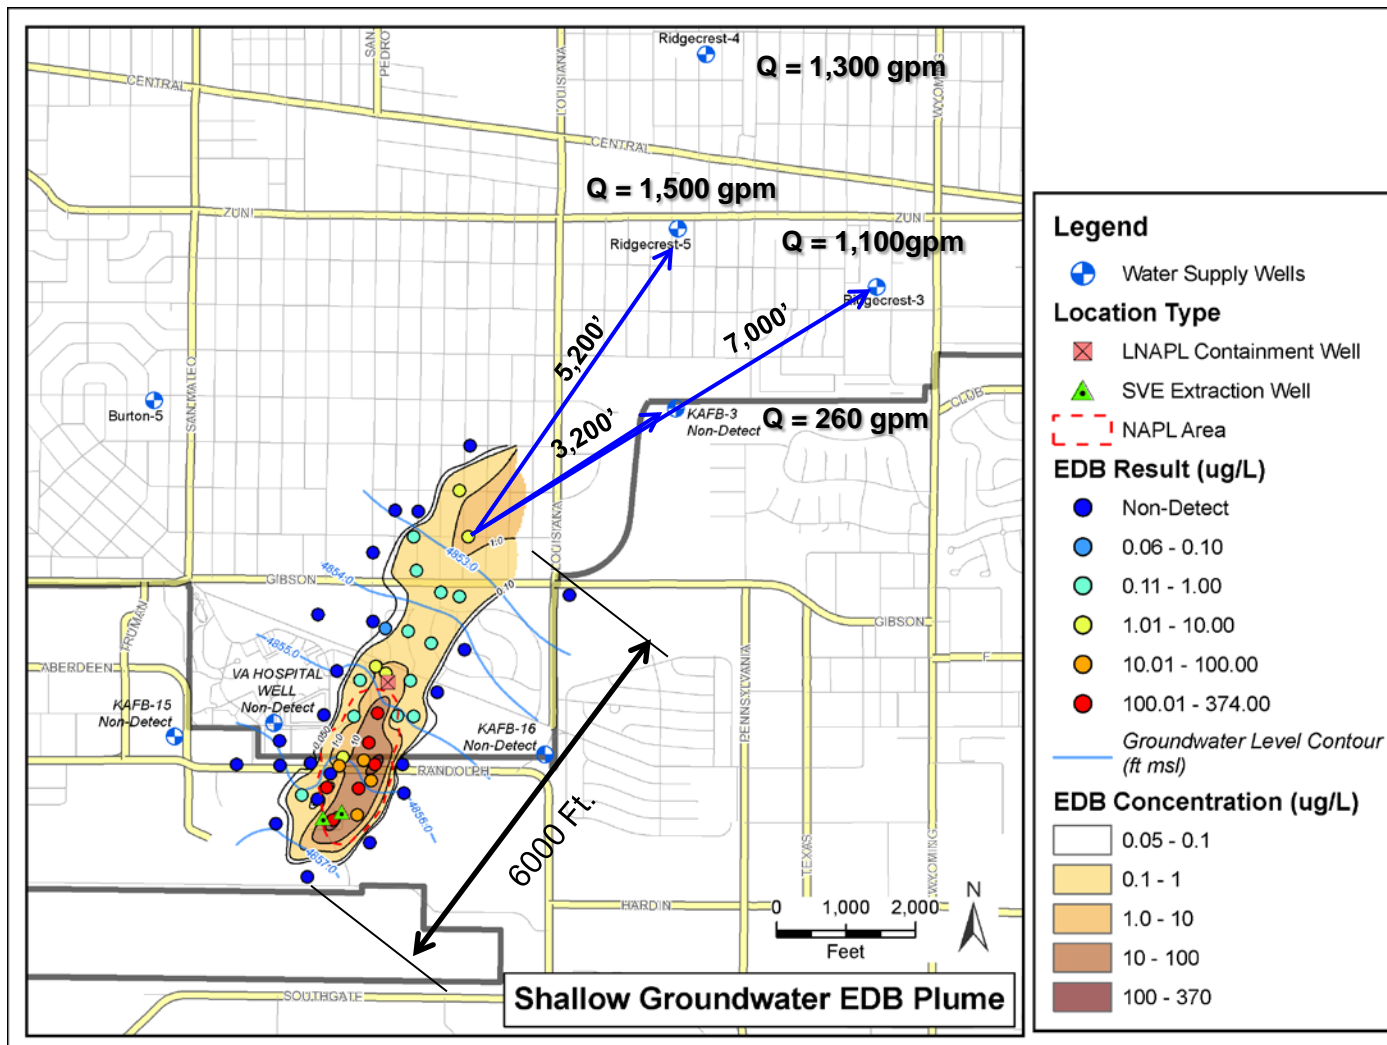 Ridgecrest-4
Q = 1,300 gpm
SAN
PEDRO
LOUISIANA
WYOMING
CENTRAL
CENTRAL
Q = 1,500 gpm
ZUNI
ZUNI
Ridgecrest-5
Q = 1,100gpm
Ridgecrest-3
7,000'
5,200'
3,200'
SAN MATEO
Burton-5
KAFB-3
Non-Detect
Q = 260 gpm
CLUB
LOUISIANA
1.0
4853.0
4854.0
0.10
GIBSON
GIBSON
TRUMAN
4855.0
ABERDEEN
VA HOSPITAL
WELL
Non-Detect
KAFB-15
Non-Detect
KAFB-16
Non-Detect
PENNSYLVANIA
F
0.050
1.0
10
RANDOLPH
4856.0
4857.0
6000 Ft.
TEXAS
WYOMING
HARDIN
0 1,000 2,000
Feet
N
SOUTHGATE
Shallow Groundwater EDB Plume
Legend
Water Supply Wells
Location Type
LNAPL Containment Well
SVE Extraction Well
NAPL Area
EDB Result (ug/L)
Non-Detect
0.06 - 0.10
0.11 - 1.00
1.01 - 10.00
10.01 - 100.00
100.01 - 374.00
Groundwater Level Contour
(ft msl)
EDB Concentration (ug/L)
0.05 - 0.1
0.1 - 1
1.0 - 10
10 - 100
100 - 370